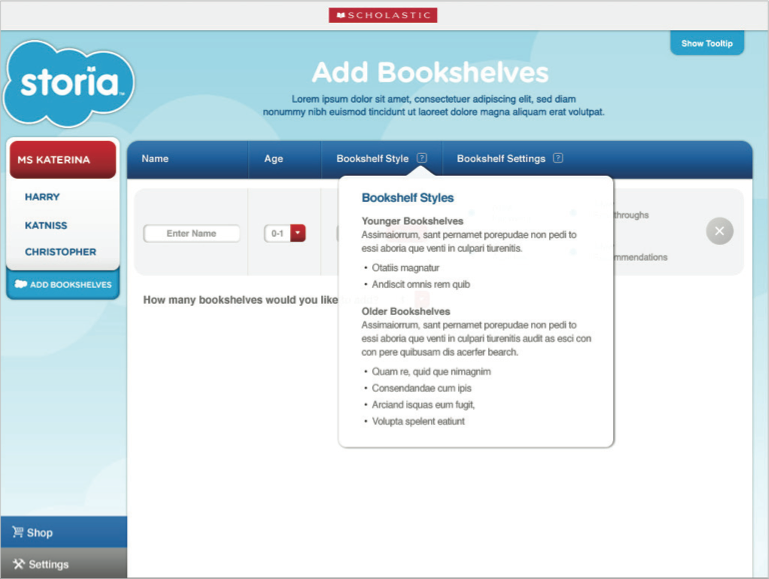 SCHOLASTIC
Show Tooltip
storia™
Add Bookshelves
Lorem ipsum dolor sit amet, consectetuer adipiscing elit, sed diam
nonummy nibh euismod tincidunt ut laoreet dolore magna aliquam erat volutpat.
MS KATERINA
HARRY
KATNISS
CHRISTOPHER
ADD BOOKSHELVES
Name Age Bookshelf Style ? Bookshelf Settings ?
Enter Name 0-1
throughs
mmendations
How many bookshelves would you like
Bookshelf Styles
Younger Bookshelves
Assimaiorrum, sant pernamet porepudae non pedi to
essi aboria que venti in culpari tiurenitis.
• Otatiis magnatur
• Andiscit omnis rem quib
Older Bookshelves
Assimaiorrum, sant pernamet porepudae non pedi to
essi aboria que venti in culpari tiurenitis audit as esci con
con pere quibusam dis acerfer bearch.
• Quam re, quid que nimagnim
• Consendandae cum ipis
• Arciand isquas eum fugit,
• Volupta spelent eatiunt
Shop
Settings